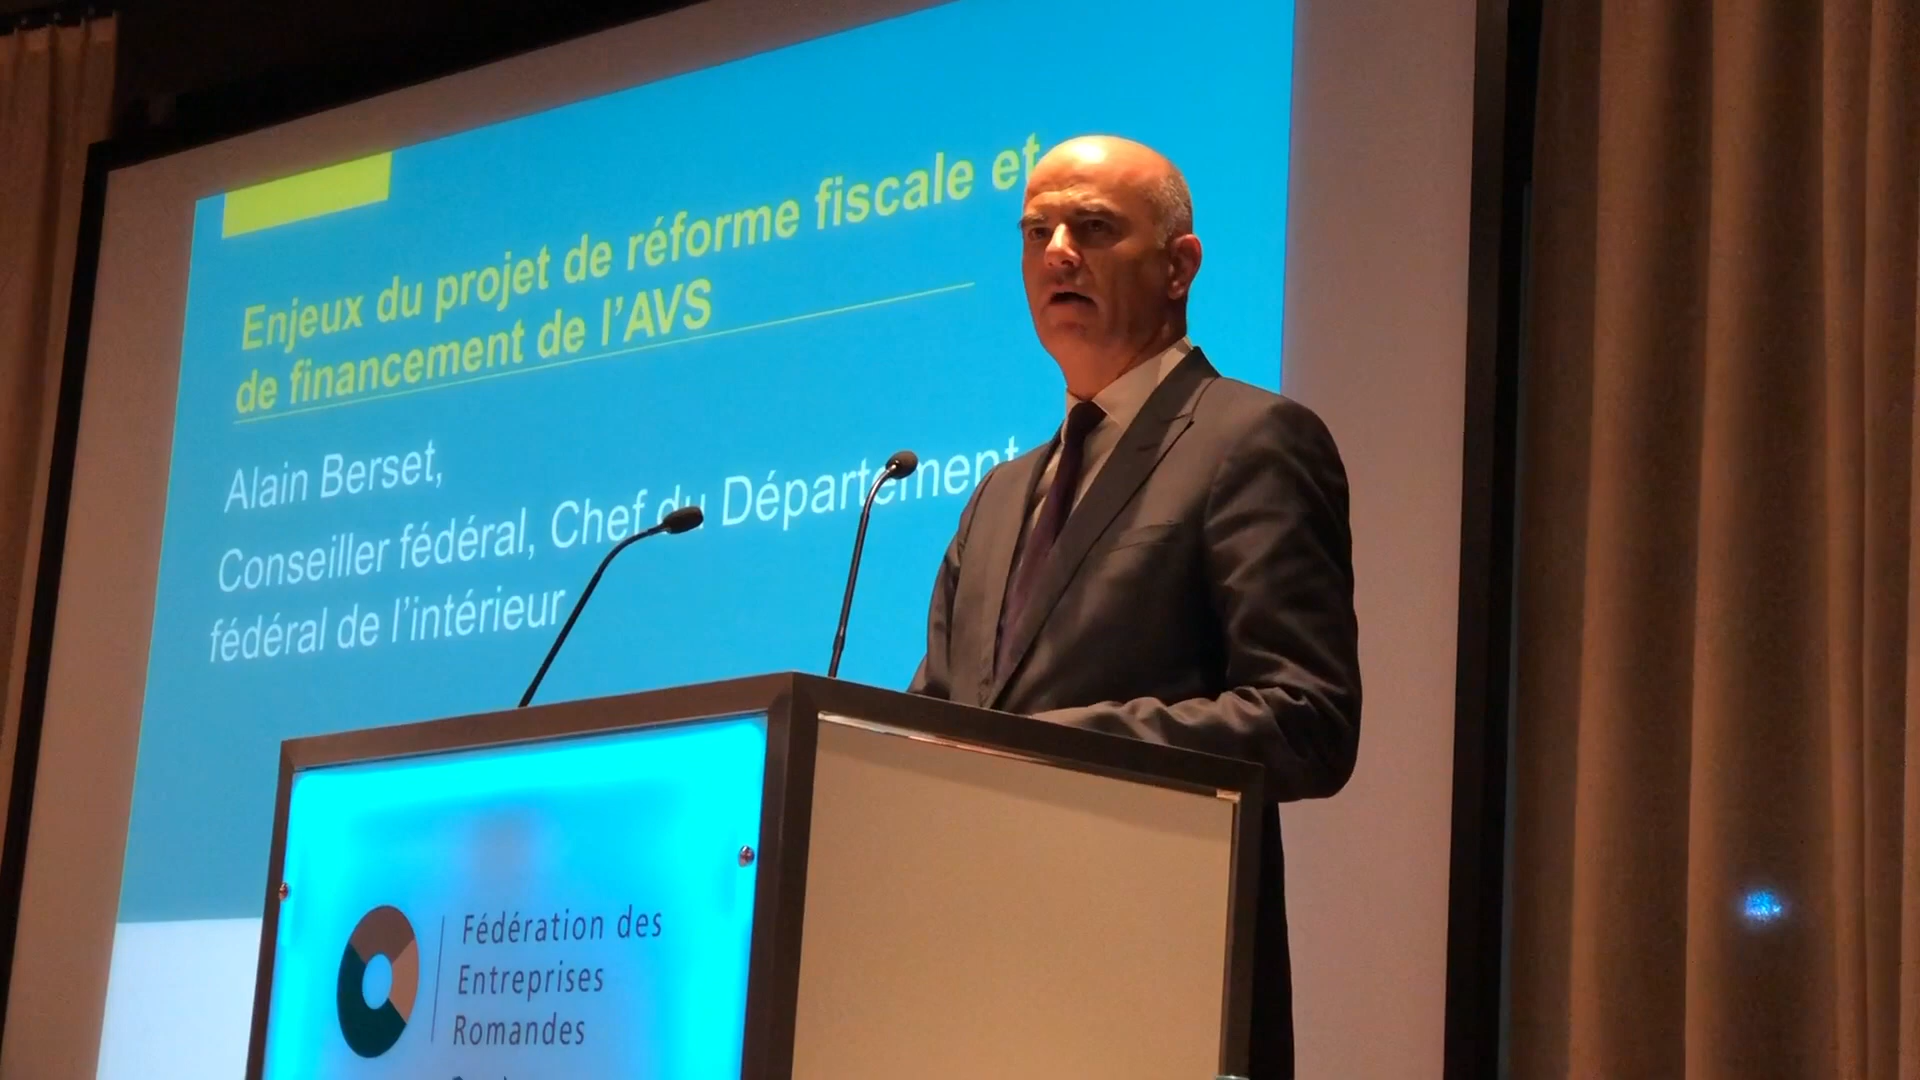 Enjeux du projet de réforme fiscale et
de financement de l'AVS
Alain Berset,
Conseiller fédéral, Chef du Département
fédéral de l'intérieur
Fédération des
Entreprises
Romandes